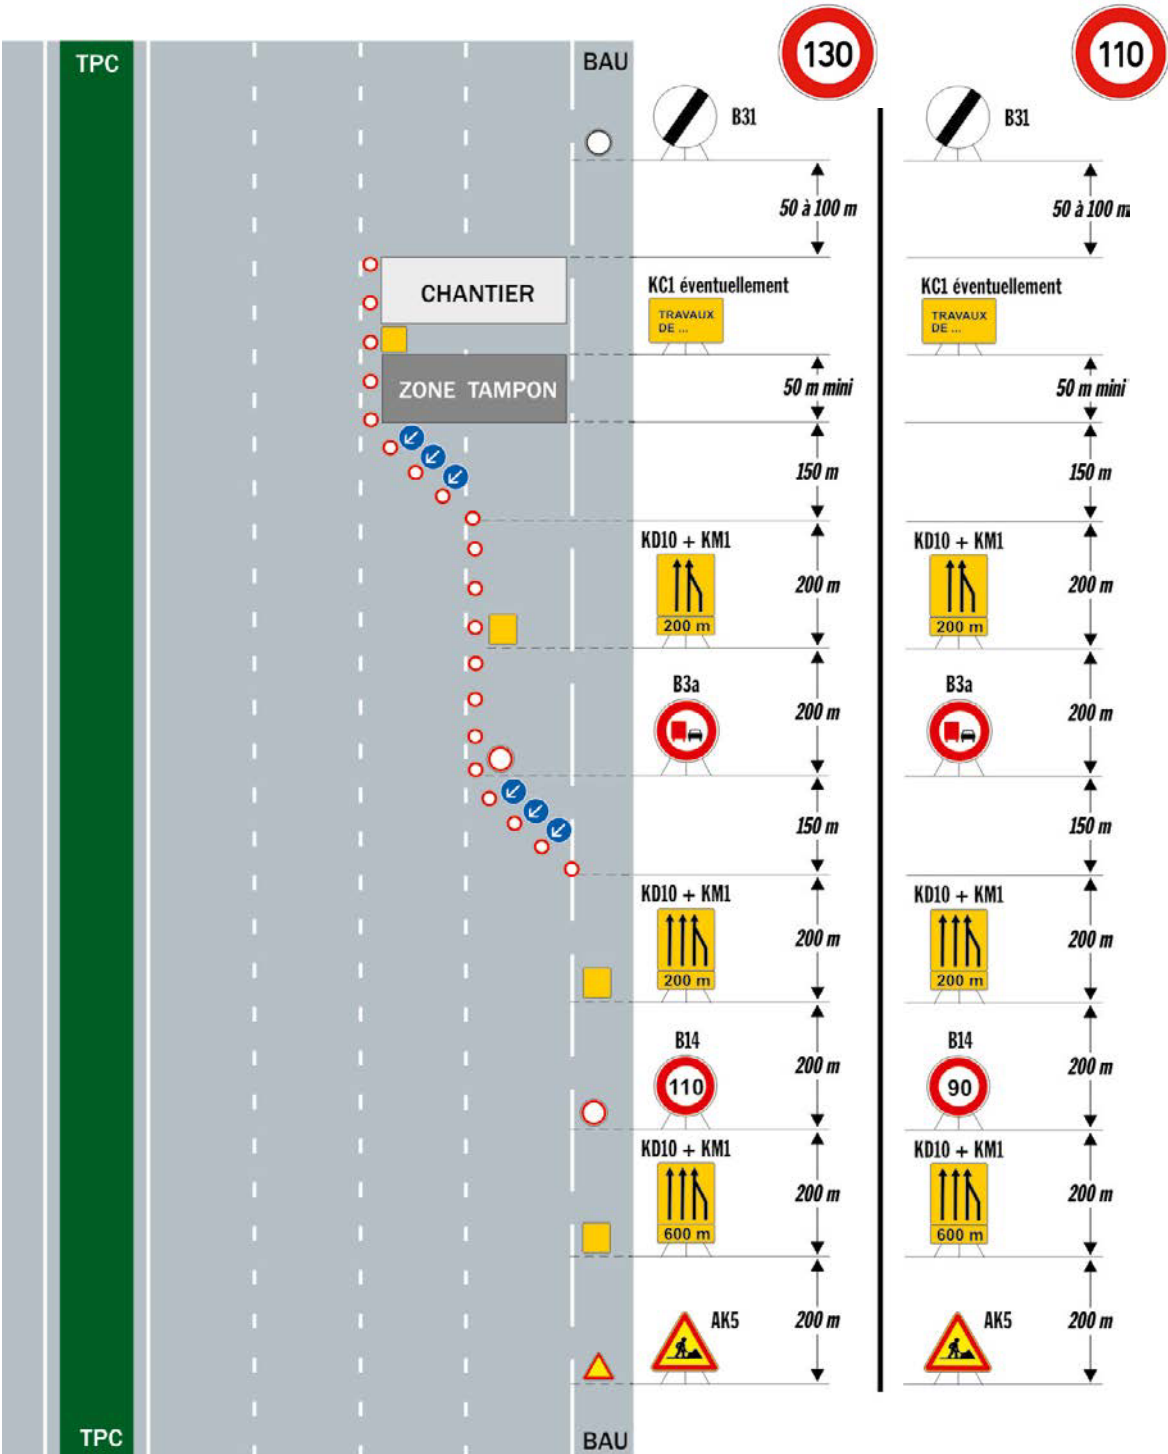 130
110
TPC
BAU
B31
B31
50 à 100 m
50 à 100 m
CHANTIER
KC1 éventuellement
KC1 éventuellement
TRAVAUX
DE ...
TRAVAUX
DE ...
ZONE TAMPON
50 m mini
50 m mini
150 m
150 m
KD10 + KM1
KD10 + KM1
200 m
200 m
200 m
200 m
B3a
B3a
200 m
200 m
150 m
150 m
KD10 + KM1
KD10 + KM1
200 m
200 m
200 m
200 m
B14
B14
110
200 m
90
200 m
KD10 + KM1
KD10 + KM1
200 m
200 m
600 m
600 m
AK5
200 m
AK5
200 m
TPC
BAU